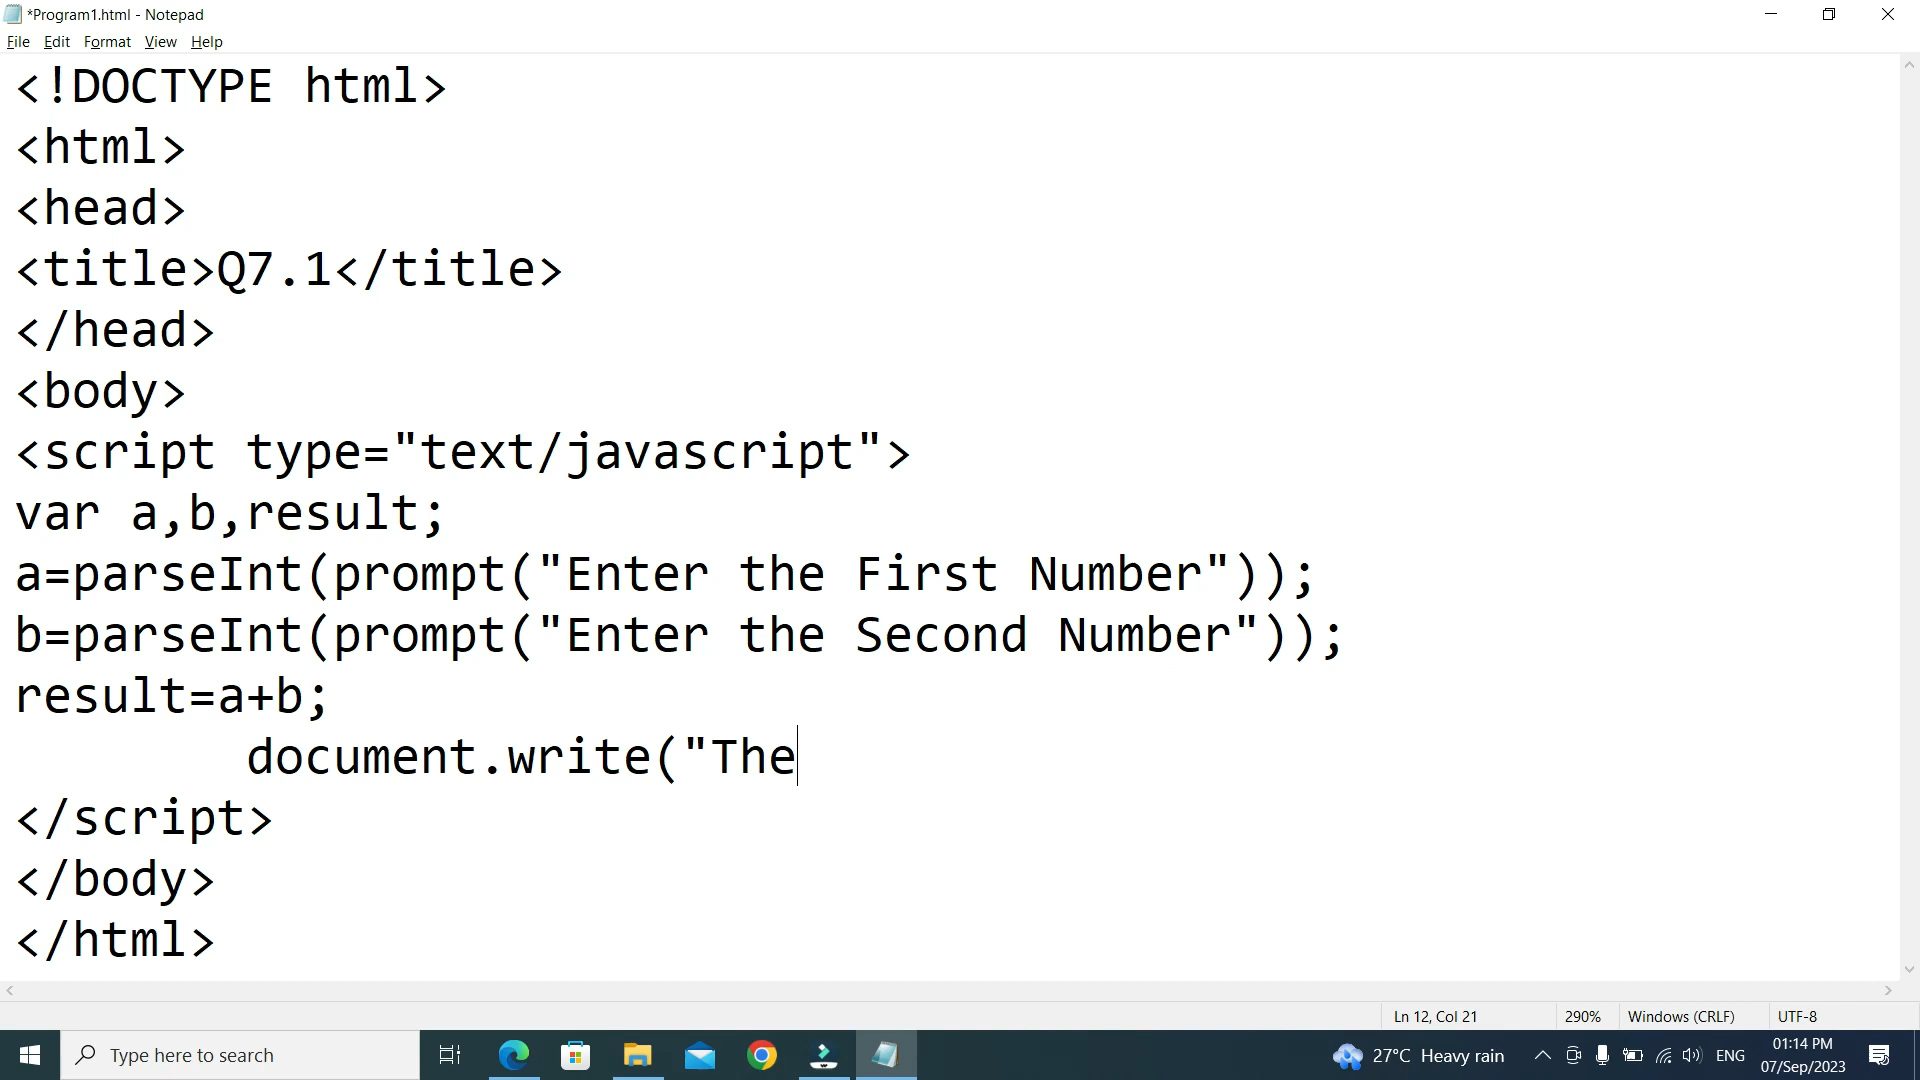 *Program1.html - Notepad
File Edit Format View Help
<!DOCTYPE html>
<html>
<head>
<title>Q7.1</title>
</head>
<body>
<script type="text/javascript">
var a,b,result;
a=parseInt(prompt("Enter the First Number"));
b=parseInt(prompt("Enter the Second Number"));
result=a+b;
        document.write("The
</script>
</body>
</html>
Ln 12, Col 21 290% Windows (CRLF) UTF-8
Type here to search 27°C Heavy rain ENG 01:14 PM
07/Sep/2023